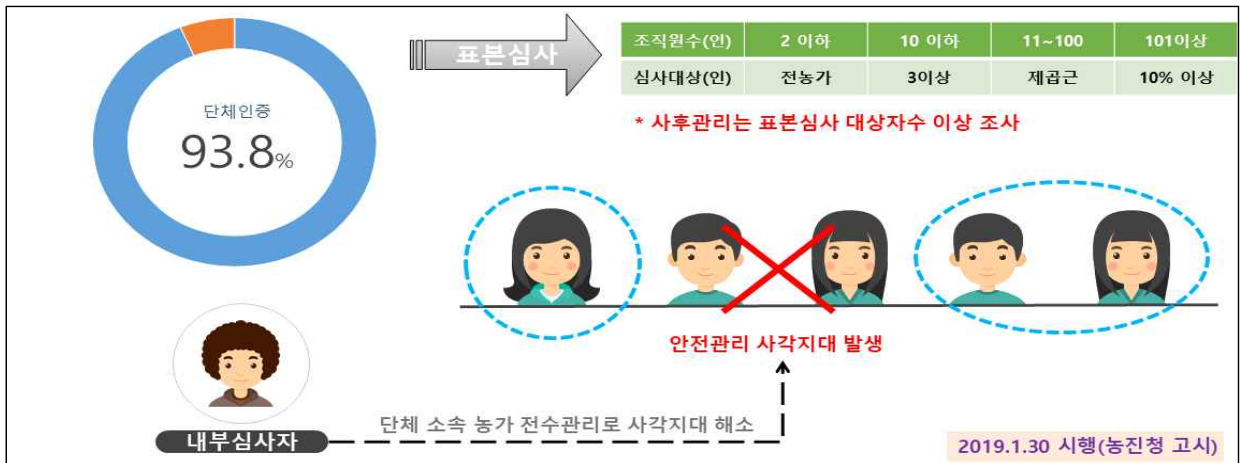 단체인증
93.8%
표본심사
조직원수(인) 2 이하 10 이하 11~100 101이상
심사대상(인) 전농가 3이상 제곱근 10% 이상
* 사후관리는 표본심사 대상자수 이상 조사
안전관리 사각지대 발생
단체 소속 농가 전수관리로 사각지대 해소
내부심사자
2019.1.30 시행(농진청 고시)